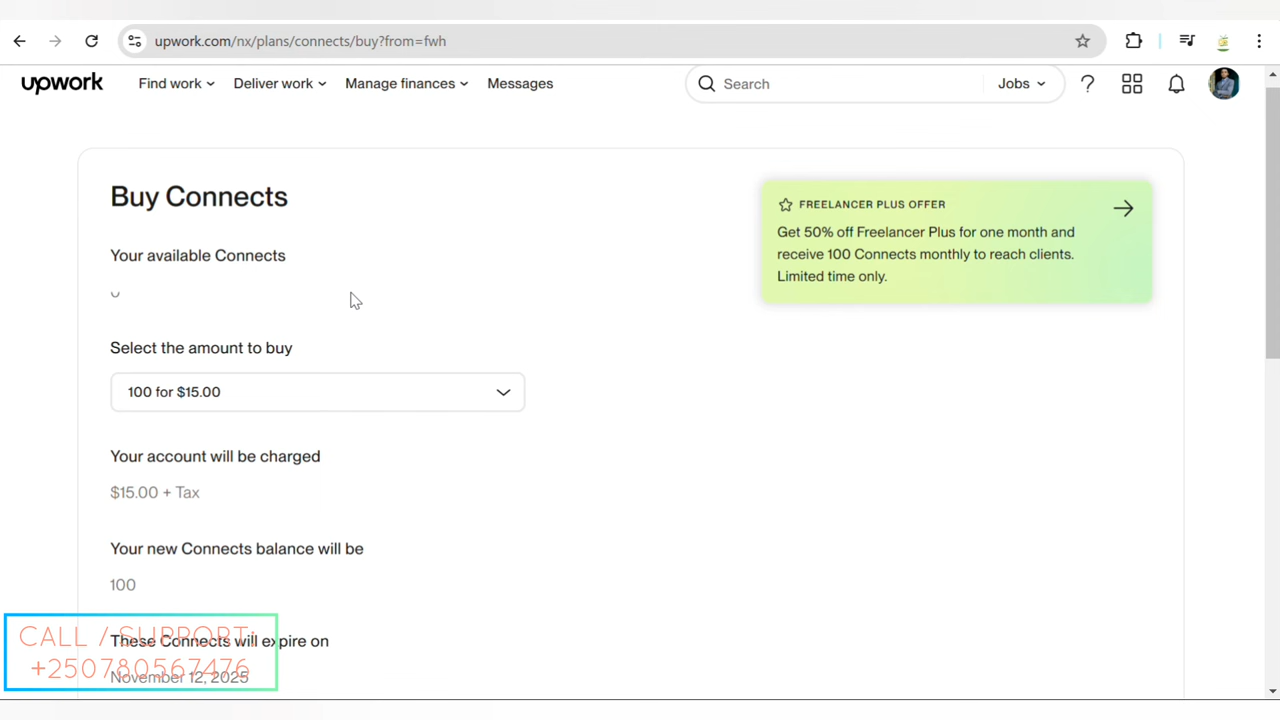 upwork.com/nx/plans/connects/buy?from=fwh
upwork Find work Deliver work Manage finances Messages Search Jobs
Buy Connects
FREELANCER PLUS OFFER
Get 50% off Freelancer Plus for one month and
receive 100 Connects monthly to reach clients.
Limited time only.
Your available Connects
Select the amount to buy
100 for $15.00
Your account will be charged
$15.00 + Tax
Your new Connects balance will be
100
These Connects will expire on
November 12, 2025
CALL / SUPPORT:
+250780567476